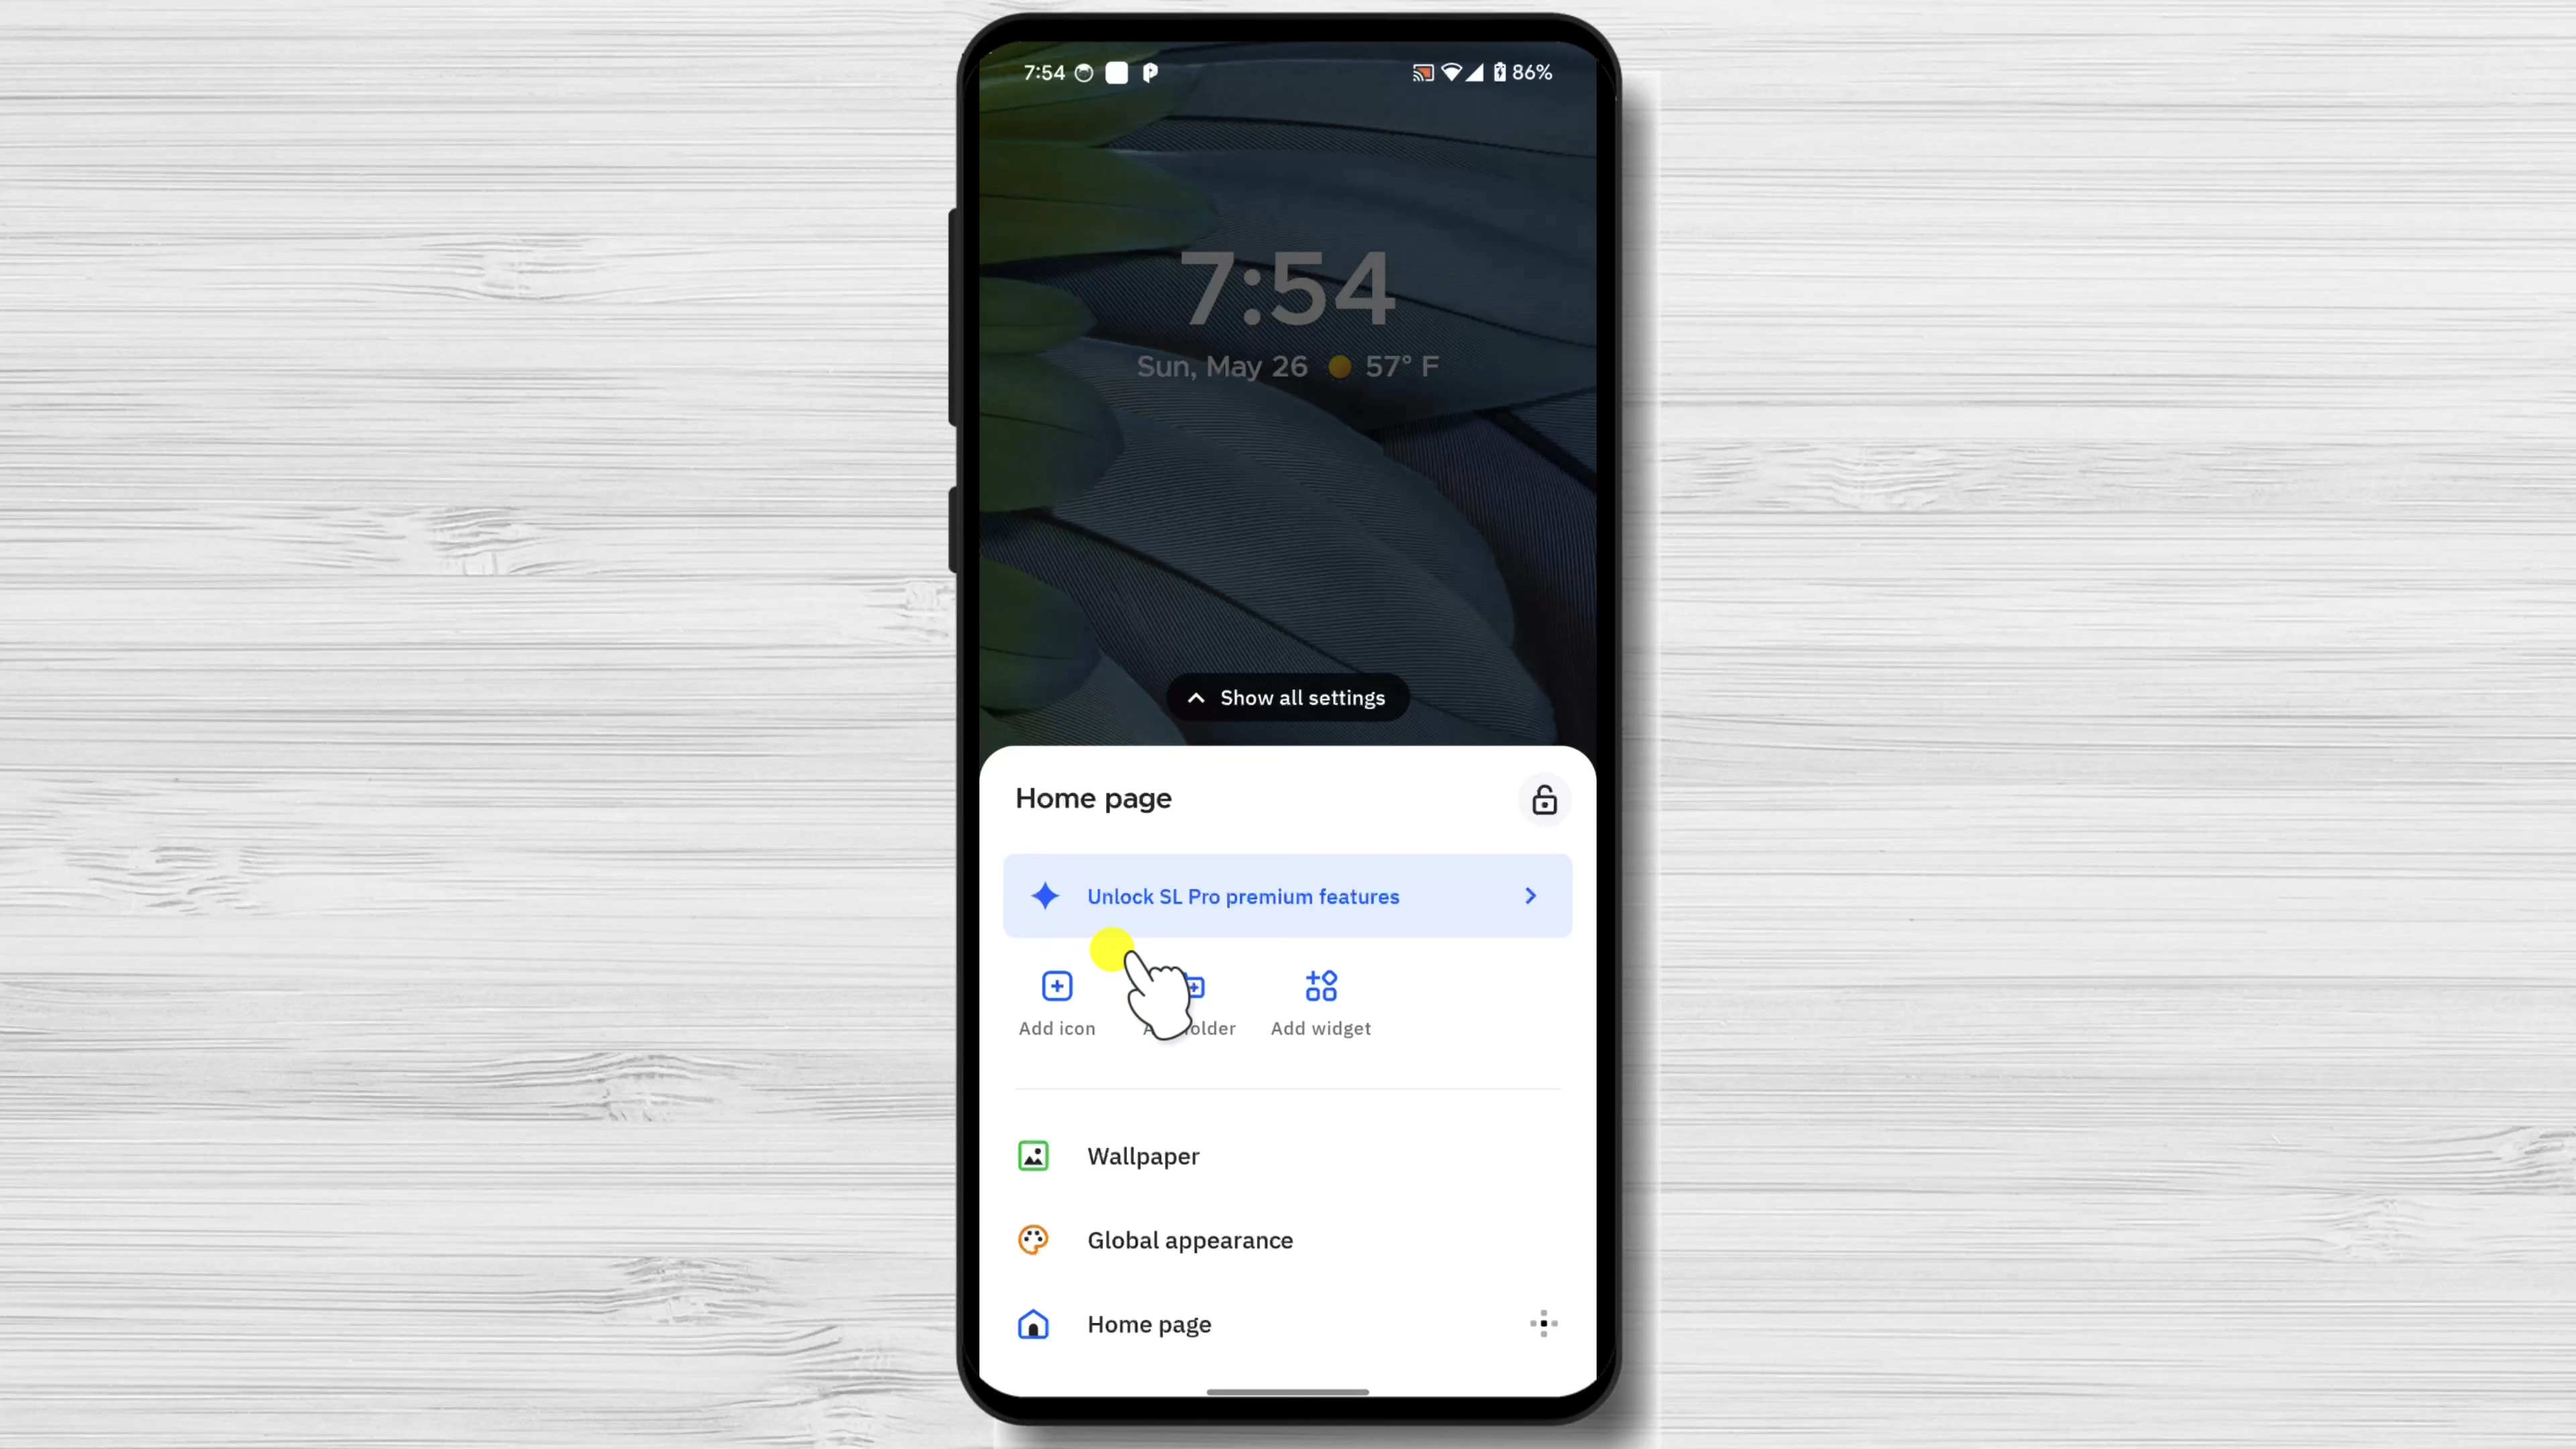 7:54 86%
7:54
Sun, May 26 57° F
Show all settings
Home page
Unlock SL Pro premium features
Add icon
older
Add widget
Wallpaper
Global appearance
Home page